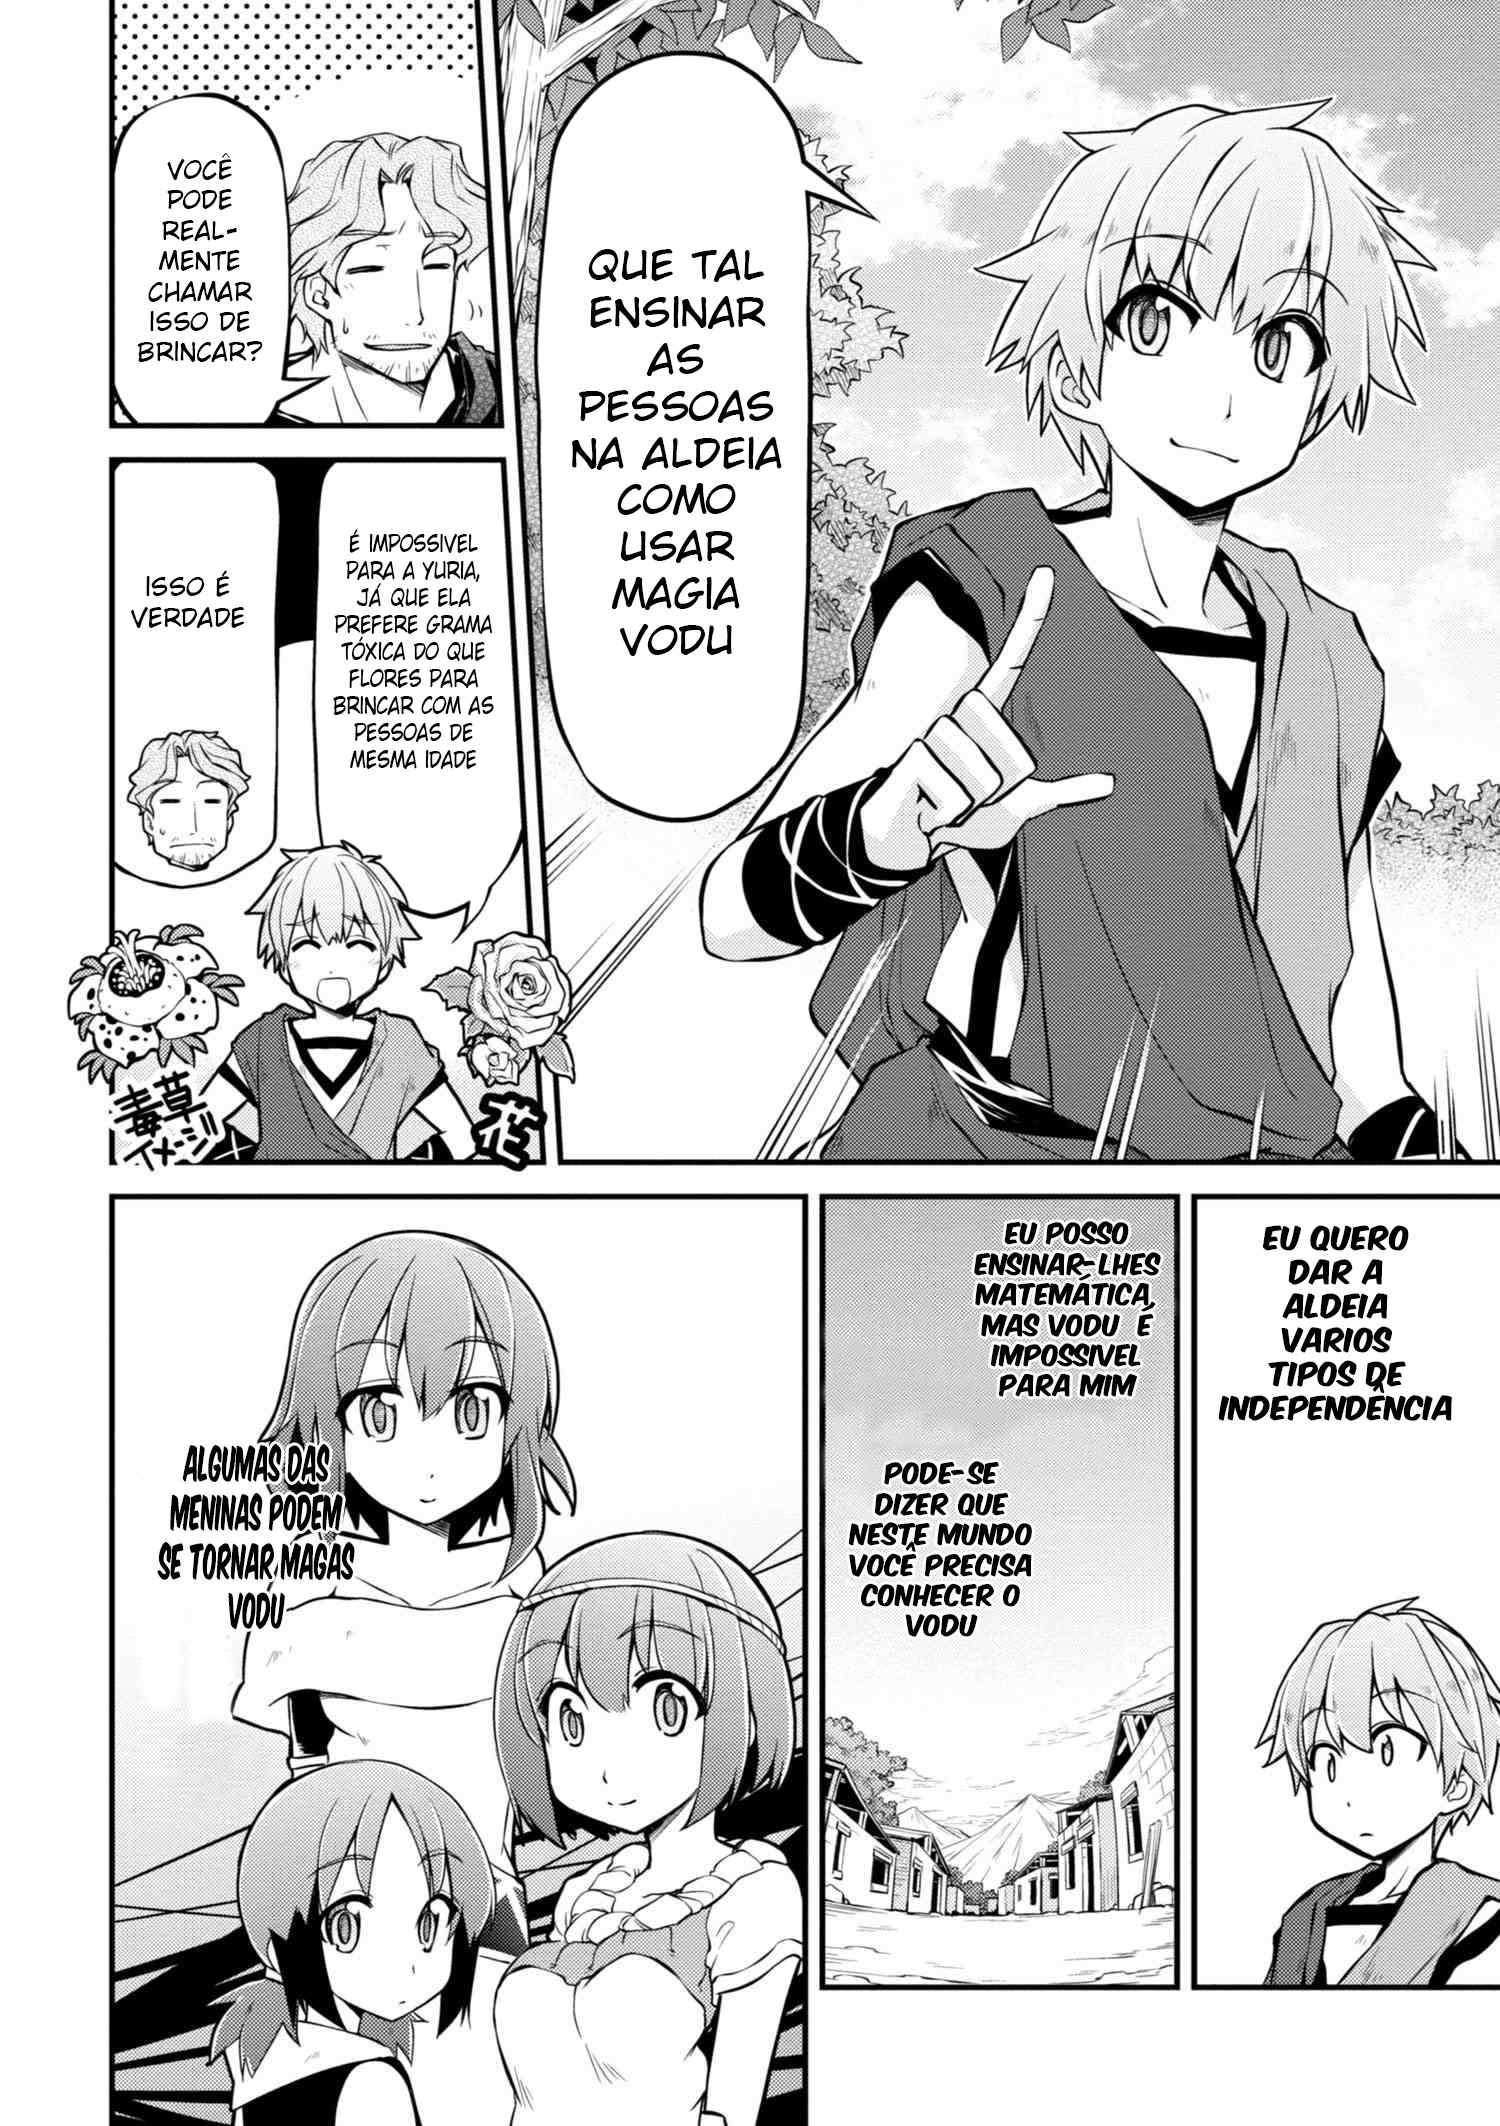 QUE TAL
ENSINAR
AS
PESSOAS
NA ALDEIA
COMO
USAR
MAGIA
VODU
VOCÊ
PODE
REAL-
MENTE
CHAMAR
ISSO DE
BRINCAR?
É IMPOSSIVEL
PARA A YURIA,
JÁ QUE ELA
PREFERE GRAMA
TÓXICA DO QUE
FLORES PARA
BRINCAR COM AS
PESSOAS DE
MESMA IDADE
ISSO É
VERDADE
花
毒草
イメージ
EU QUERO
DAR A
ALDEIA
VARIOS
TIPOS DE
INDEPENDÊNCIA
EU POSSO
ENSINAR-LHES
MATEMÁTICA,
MAS VODU É
IMPOSSIVEL
PARA MIM
PODE-SE
DIZER QUE
NESTE MUNDO
VOCÊ PRECISA
CONHECER O
VODU
ALGUMAS DAS
MENINAS PODEM
SE TORNAR MAGAS
VODU